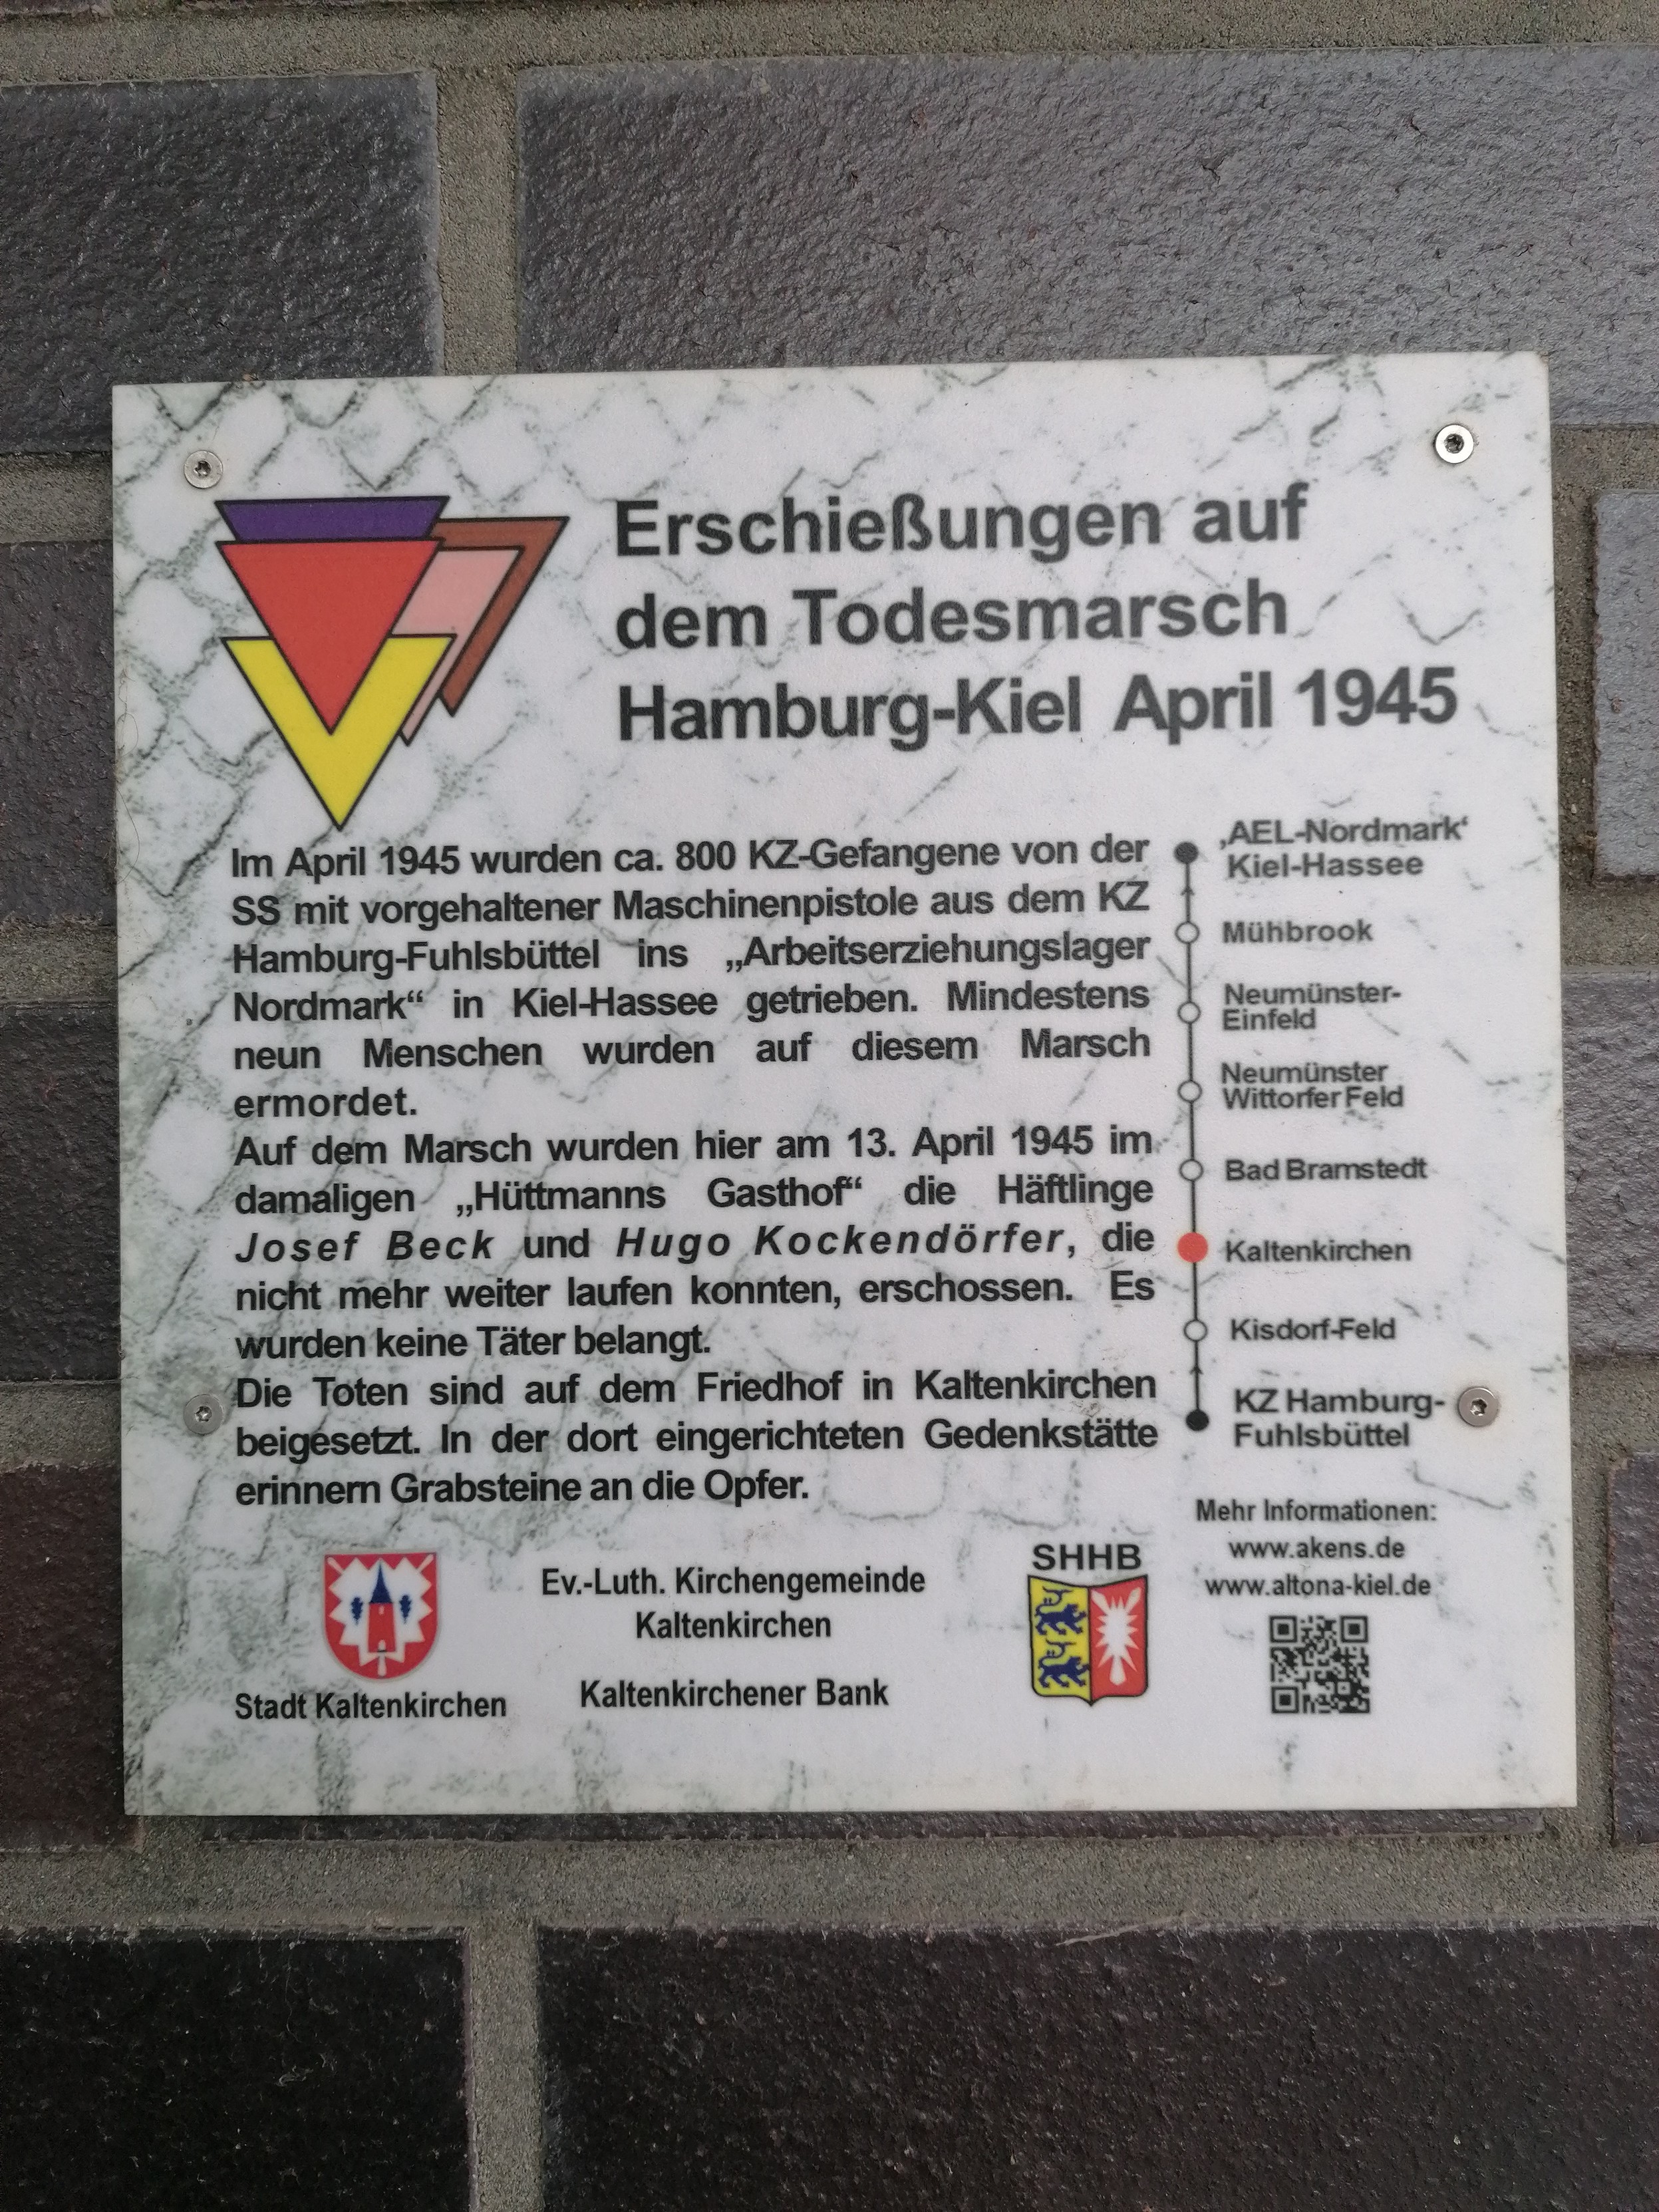 Erschießungen auf
dem Todesmarsch
Hamburg-Kiel April 1945
Im April 1945 wurden ca. 800 KZ-Gefangene von der
SS mit vorgehaltener Maschinenpistole aus dem KZ
Hamburg-Fuhlsbüttel ins „Arbeitserziehungslager
Nordmark“ in Kiel-Hassee getrieben. Mindestens
neun Menschen wurden auf diesem Marsch
ermordet.
Auf dem Marsch wurden hier am 13. April 1945 im
damaligen „Hüttmanns Gasthof“ die Häftlinge
Josef Beck und Hugo Kockendörfer, die
nicht mehr weiter laufen konnten, erschossen. Es
wurden keine Täter belangt.
Die Toten sind auf dem Friedhof in Kaltenkirchen
beigesetzt. In der dort eingerichteten Gedenkstätte
erinnern Grabsteine an die Opfer.
‚AEL-Nordmark‘
Kiel-Hassee
Mühbrook
Neumünster-
Einfeld
Neumünster
Wittorfer Feld
Bad Bramstedt
Kaltenkirchen
Kisdorf-Feld
KZ Hamburg-
Fuhlsbüttel
Mehr Informationen:
www.akens.de
www.altona-kiel.de
Stadt Kaltenkirchen
Ev.-Luth. Kirchengemeinde
Kaltenkirchen
Kaltenkirchener Bank
SHHB